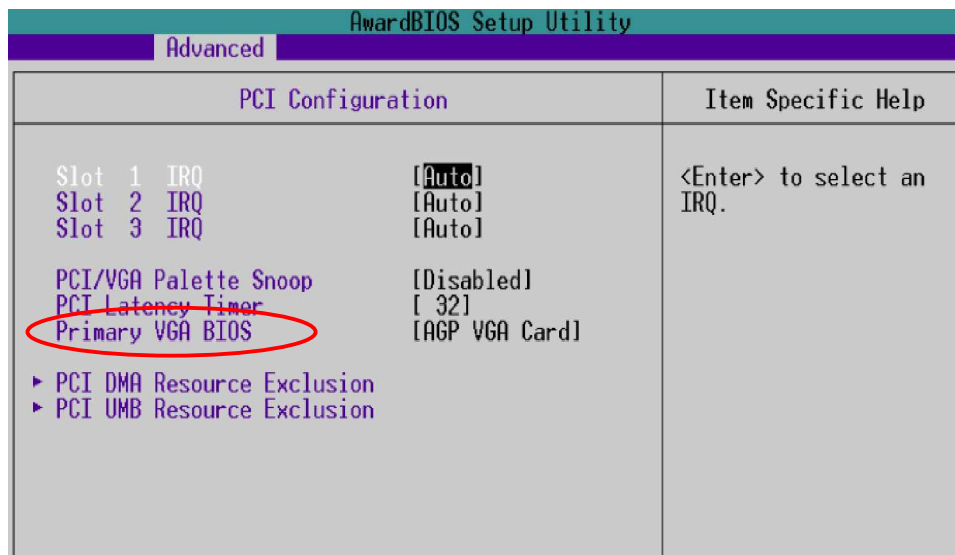 AwardBIOS Setup Utility
Advanced
PCI Configuration
Item Specific Help
Slot 1 IRQ [Auto]
Slot 2 IRQ [Auto]
Slot 3 IRQ [Auto]
PCI/VGA Palette Snoop [Disabled]
PCI Latency Timer [ 32]
Primary VGA BIOS [AGP VGA Card]
PCI DMA Resource Exclusion
PCI UMB Resource Exclusion
<Enter> to select an
IRQ.